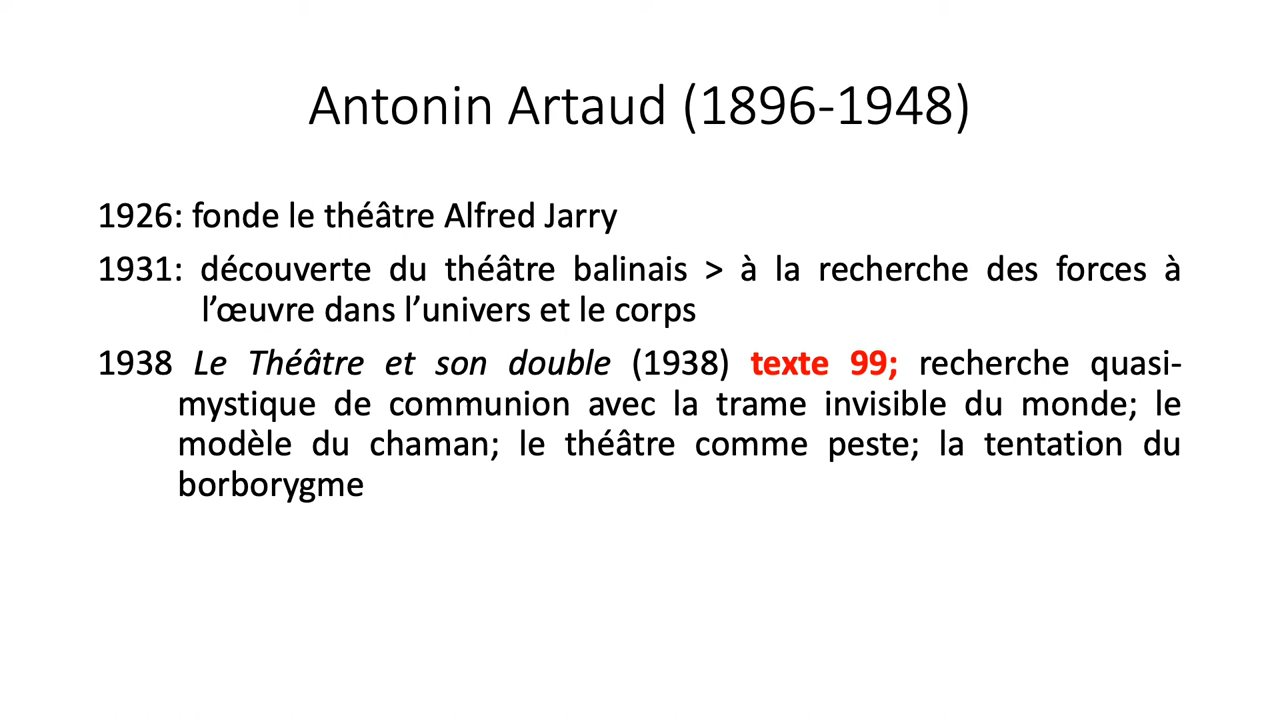 Antonin Artaud (1896-1948)
1926: fonde le théâtre Alfred Jarry
1931: découverte du théâtre balinais > à la recherche des forces à
l’œuvre dans l’univers et le corps
1938 Le Théâtre et son double (1938) texte 99; recherche quasi-
mystique de communion avec la trame invisible du monde; le
modèle du chaman; le théâtre comme peste; la tentation du
borborygme